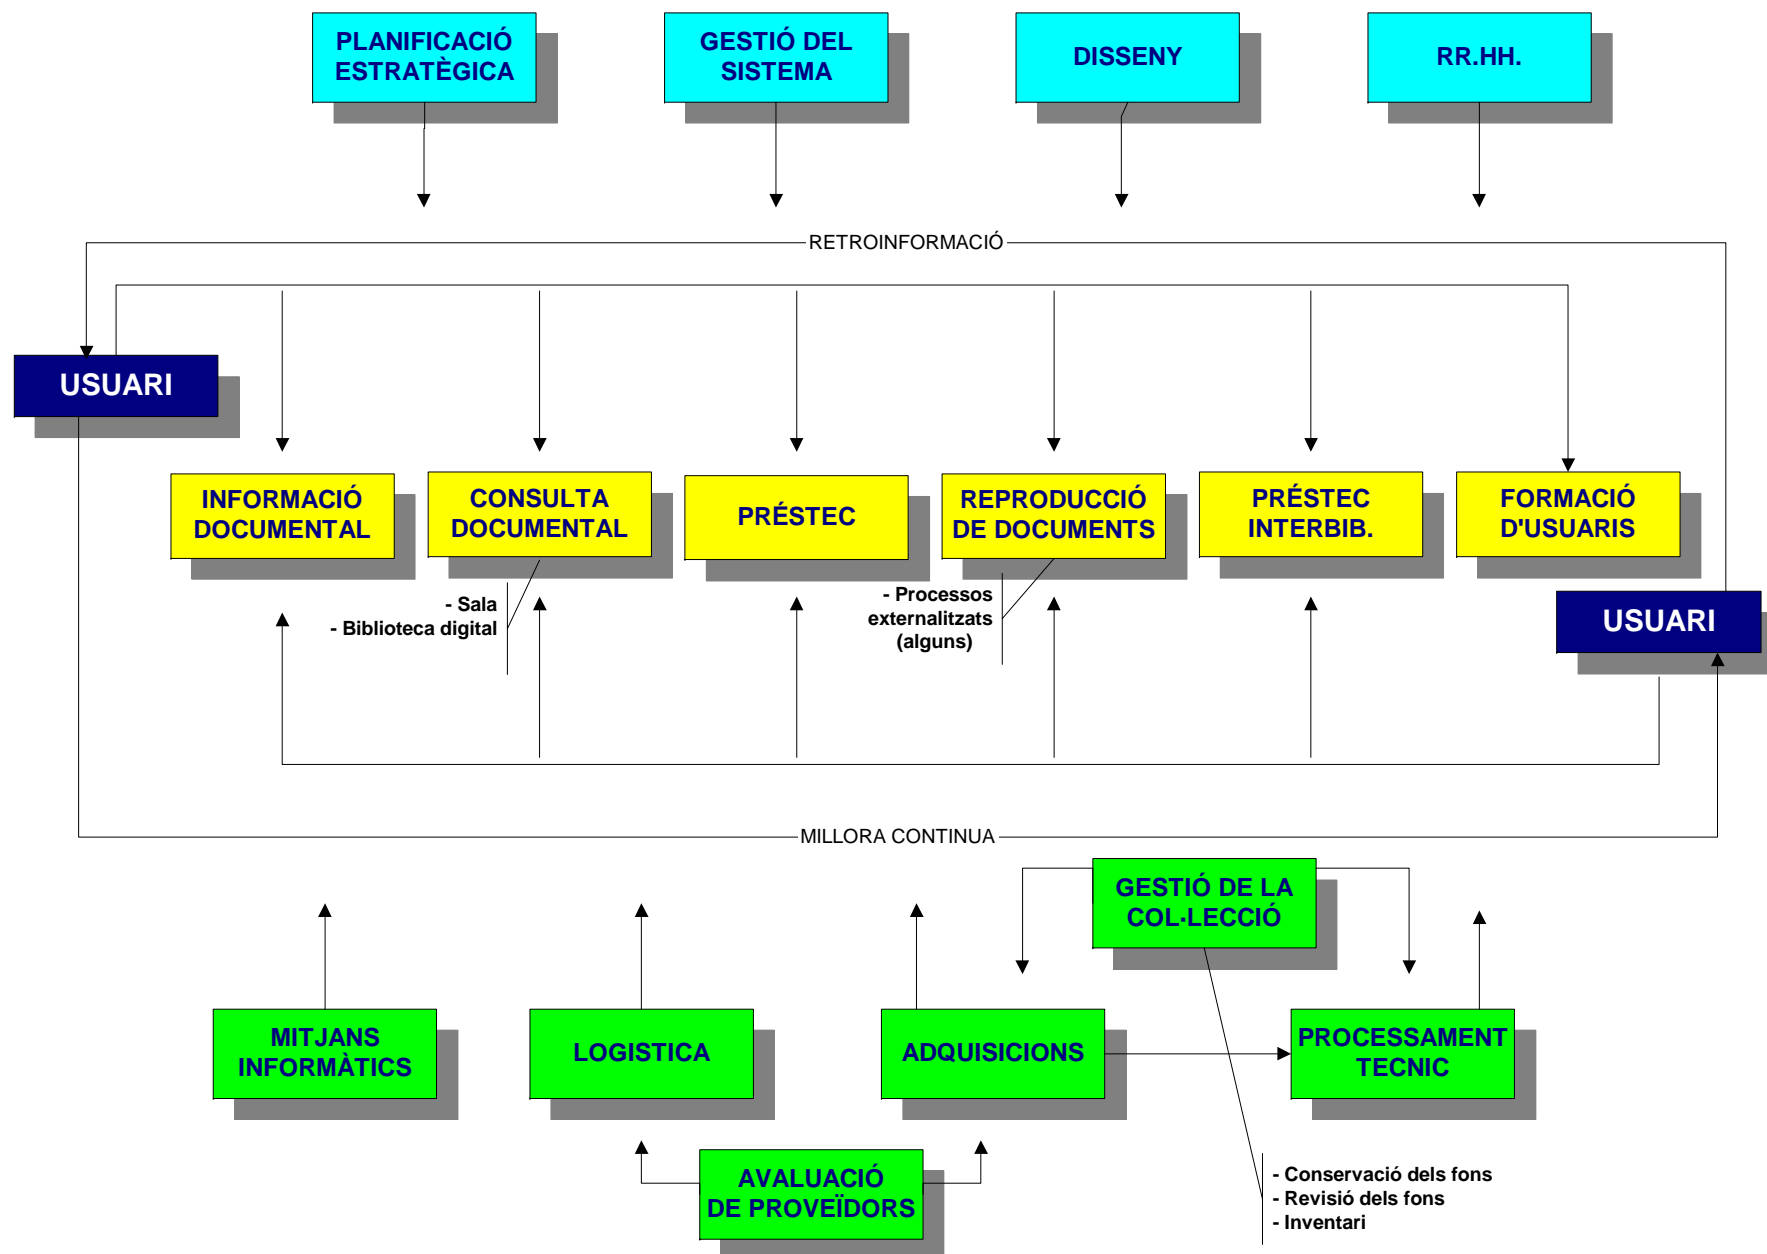 PLANIFICACIÓ
ESTRATÈGICA
GESTIÓ DEL
SISTEMA
DISSENY
RR.HH.
RETROINFORMACIÓ
USUARI
INFORMACIÓ
DOCUMENTAL
CONSULTA
DOCUMENTAL
PRÉSTEC
REPRODUCCIÓ
DE DOCUMENTS
PRÉSTEC
INTERBIB.
FORMACIÓ
D'USUARIS
- Sala
- Biblioteca digital
- Processos
externalitzats
(alguns)
USUARI
MILLORA CONTINUA
GESTIÓ DE LA
COL·LECCIÓ
MITJANS
INFORMÀTICS
LOGISTICA
ADQUISICIONS
PROCESSAMENT
TECNIC
AVALUACIÓ
DE PROVEÏDORS
- Conservació dels fons
- Revisió dels fons
- Inventari